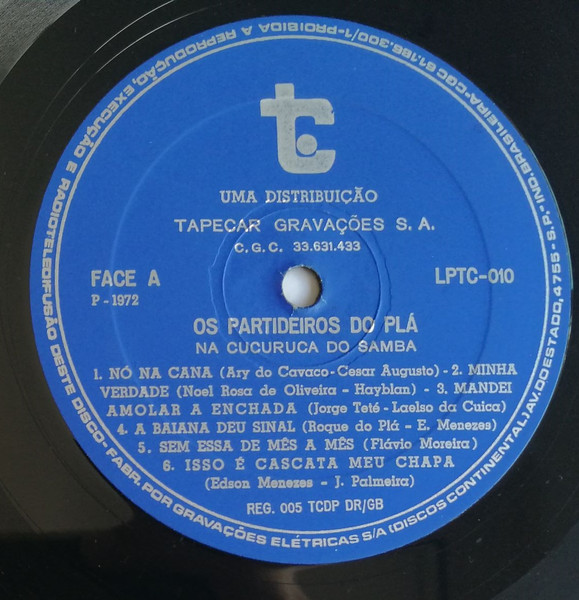 tc
UMA DISTRIBUIÇÃO
TAPECAR GRAVAÇÕES S. A.
C. G. C. 33.631.433
FACE A
P - 1972
LPTC-010
OS PARTIDEIROS DO PLÁ
NA CUCURUCA DO SAMBA
1. NÓ NA CANA (Ary do Cavaco-Cesar Augusto) - 2. MINHA
VERDADE (Noel Rosa de Oliveira - Hayblan) - 3. MANDEI
AMOLAR A ENCHADA (Jorge Teté-Laelso da Cuica)
4. A BAIANA DEU SINAL (Roque do Plá - E. Menezes)
5. SEM ESSA DE MÊS A MÊS (Flávio Moreira)
6. ISSO É CASCATA MEU CHAPA
(Edson Menezes - J. Palmeira)
REG. 005 TCDP DR/GB
FABR. POR GRAVAÇÕES ELÉTRICAS S/A (DISCOS CONTINENTAL) AV. DO ESTADO, 4755 - S. P. - IND. BRASILEIRA - CGC 61.186.300/1 - PROIBIDA A REPRODUÇÃO, EXECUÇÃO E RADIOTELEDIFUSÃO DESTE DISCO -